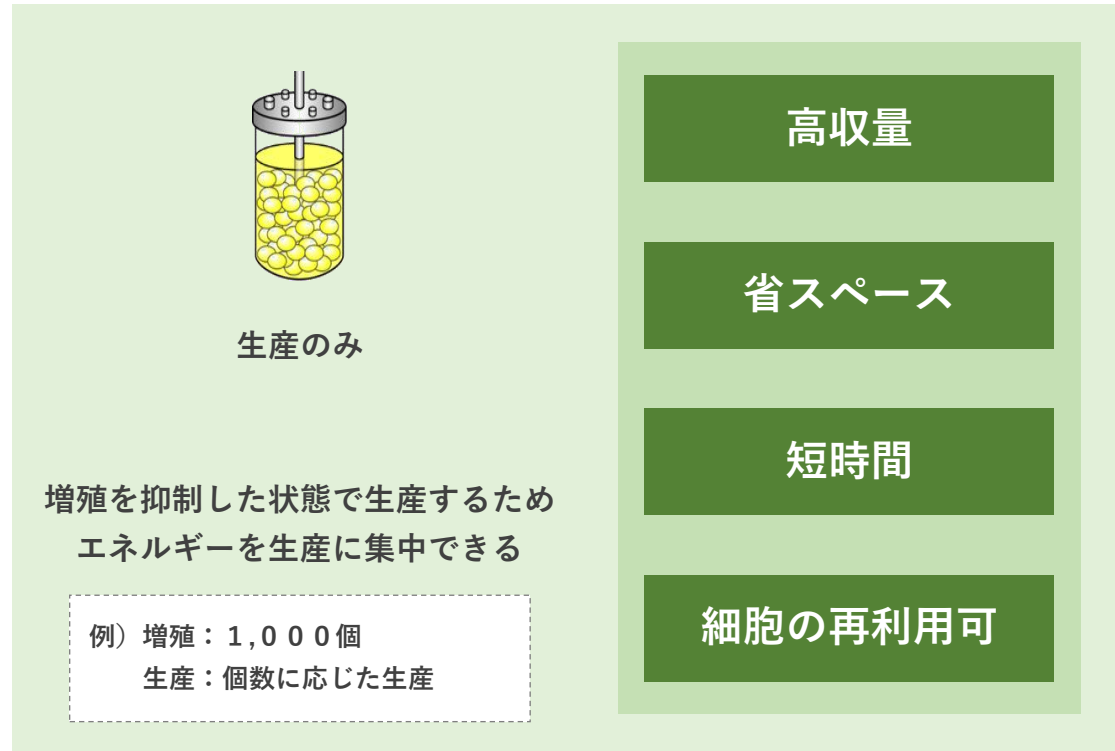 生産のみ
増殖を抑制した状態で生産するため
エネルギーを生産に集中できる
例）増殖：１,０００個
生産：個数に応じた生産
高収量
省スペース
短時間
細胞の再利用可